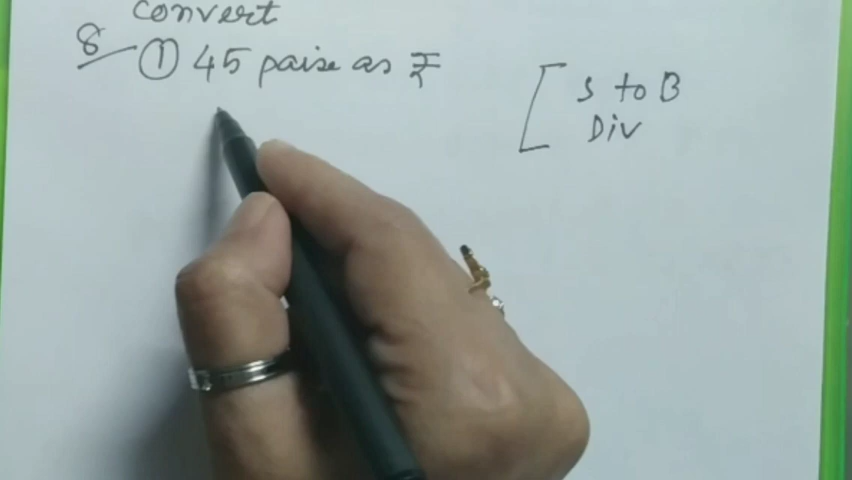 convert
8 ① 45 paise as ₹
S to B
Div